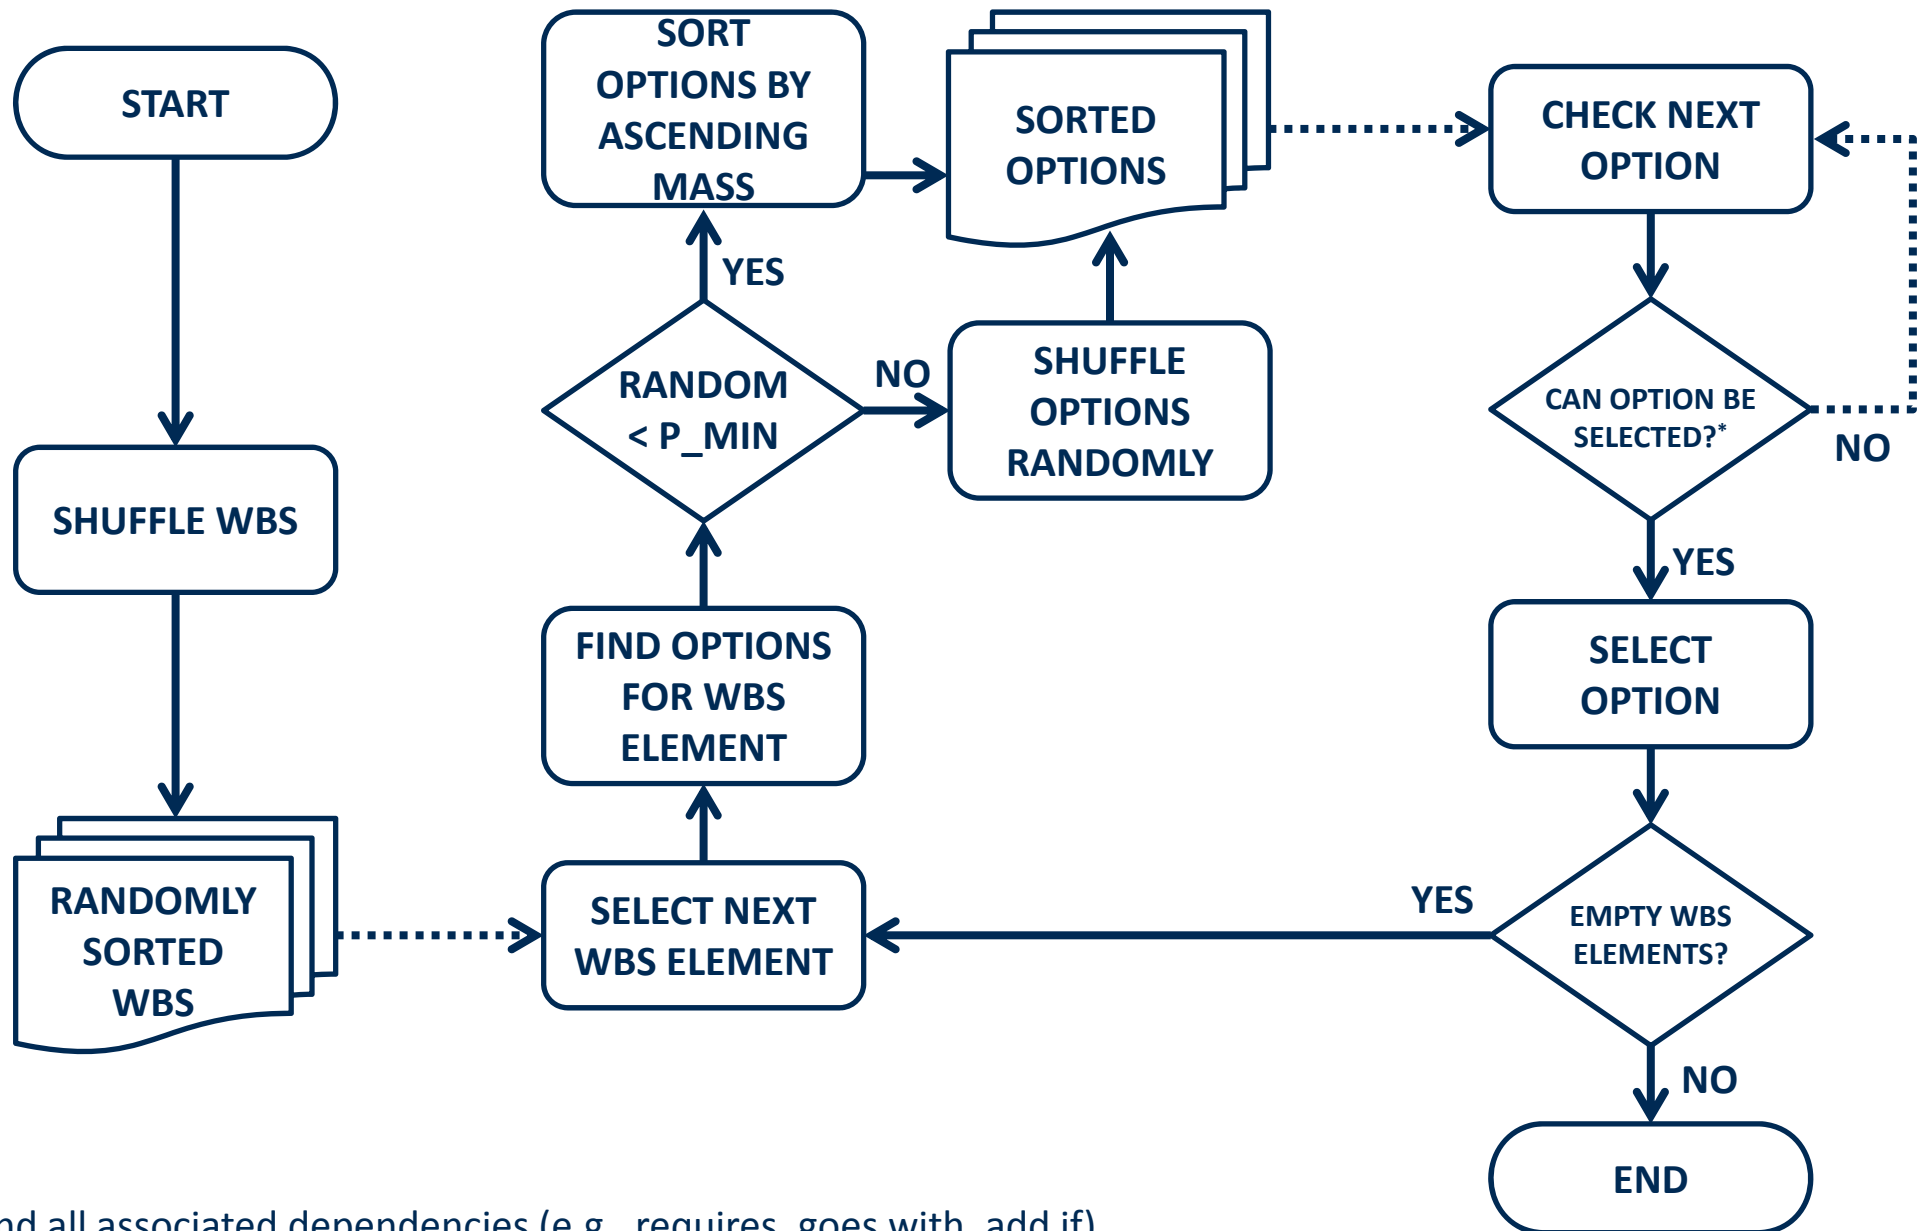 START
SHUFFLE WBS
RANDOMLY
SORTED
WBS
SELECT NEXT
WBS ELEMENT
FIND OPTIONS
FOR WBS
ELEMENT
RANDOM
< P_MIN
YES
NO
SORT
OPTIONS BY
ASCENDING
MASS
SHUFFLE
OPTIONS
RANDOMLY
SORTED
OPTIONS
CHECK NEXT
OPTION
CAN OPTION BE
SELECTED?*
NO
YES
SELECT
OPTION
EMPTY WBS
ELEMENTS?
YES
NO
END
all associated dependencies (e.g., requires, goes with, add if)